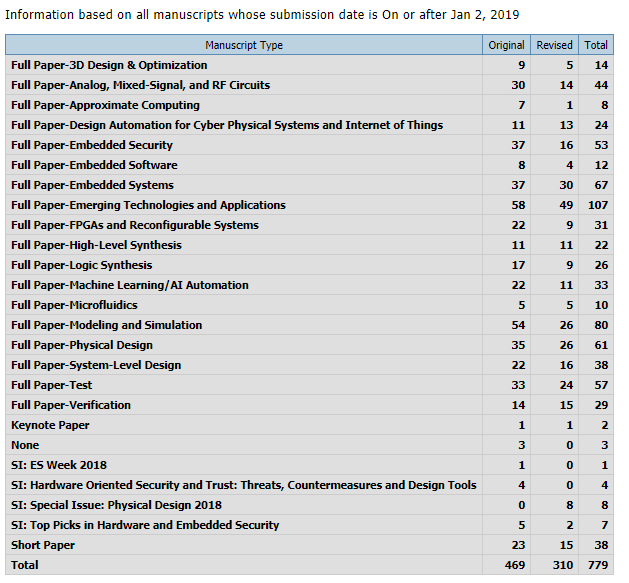 Information based on all manuscripts whose submission date is On or after Jan 2, 2019
Manuscript Type Original Revised Total
Full Paper-3D Design & Optimization 9 5 14
Full Paper-Analog, Mixed-Signal, and RF Circuits 30 14 44
Full Paper-Approximate Computing 7 1 8
Full Paper-Design Automation for Cyber Physical Systems and Internet of Things 11 13 24
Full Paper-Embedded Security 37 16 53
Full Paper-Embedded Software 8 4 12
Full Paper-Embedded Systems 37 30 67
Full Paper-Emerging Technologies and Applications 58 49 107
Full Paper-FPGAs and Reconfigurable Systems 22 9 31
Full Paper-High-Level Synthesis 11 11 22
Full Paper-Logic Synthesis 17 9 26
Full Paper-Machine Learning/AI Automation 22 11 33
Full Paper-Microfluidics 5 5 10
Full Paper-Modeling and Simulation 54 26 80
Full Paper-Physical Design 35 26 61
Full Paper-System-Level Design 22 16 38
Full Paper-Test 33 24 57
Full Paper-Verification 14 15 29
Keynote Paper 1 1 2
None 3 0 3
SI: ES Week 2018 1 0 1
SI: Hardware Oriented Security and Trust: Threats, Countermeasures and Design Tools 4 0 4
SI: Special Issue: Physical Design 2018 0 8 8
SI: Top Picks in Hardware and Embedded Security 5 2 7
Short Paper 23 15 38
Total 469 310 779